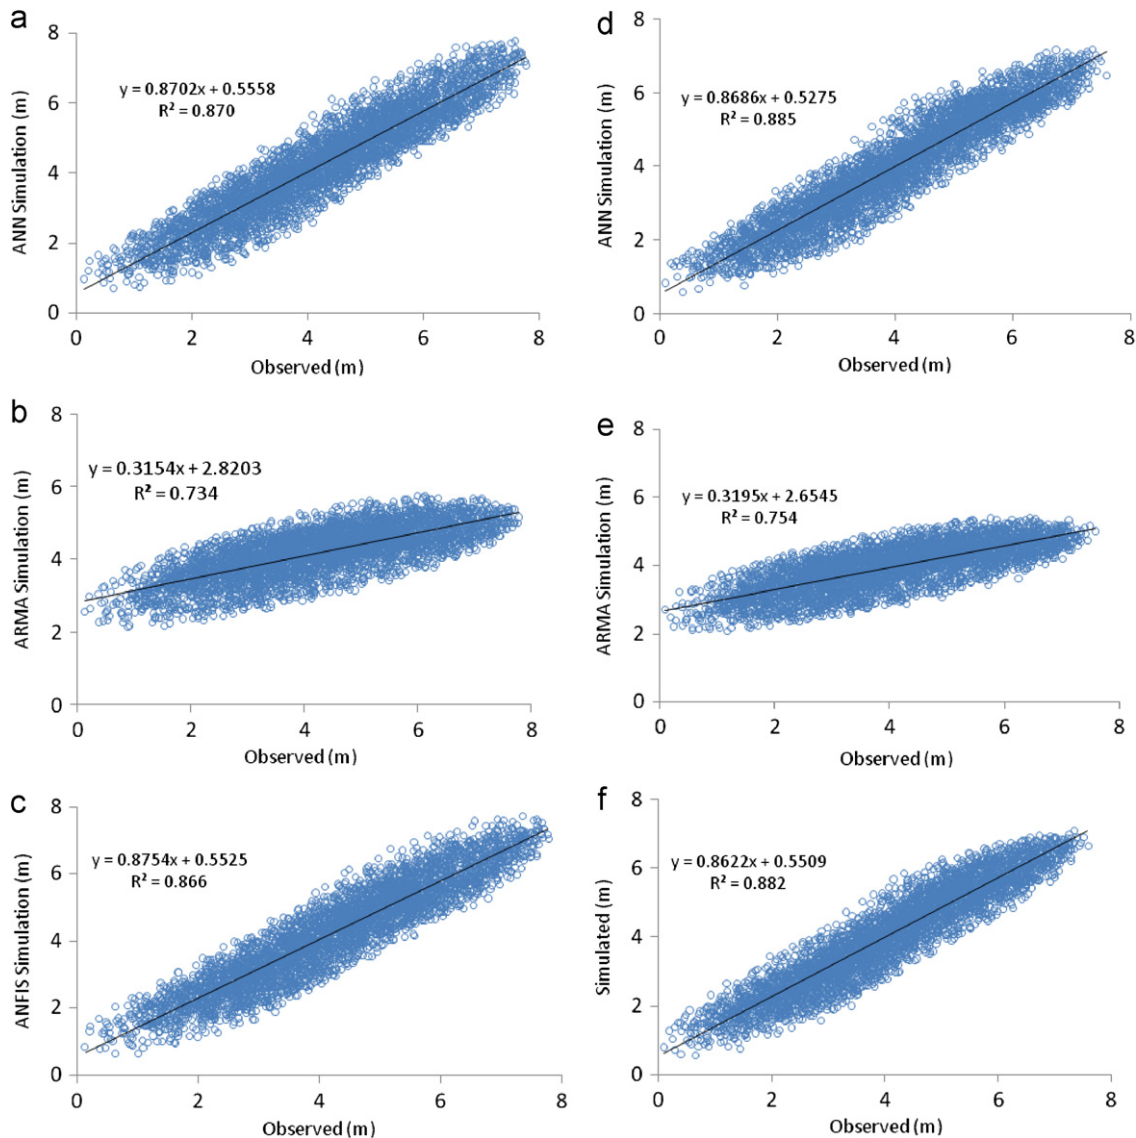 a
ANN Simulation (m)
8
6
4
2
0
y = 0.8702x + 0.5558
R² = 0.870
0 2 4 6 8
Observed (m)
d
ANN Simulation (m)
8
6
4
2
0
y = 0.8686x + 0.5275
R² = 0.885
0 2 4 6 8
Observed (m)
b
ARMA Simulation (m)
8
6
4
2
0
y = 0.3154x + 2.8203
R² = 0.734
0 2 4 6 8
Observed (m)
e
ARMA Simulation (m)
8
6
4
2
0
y = 0.3195x + 2.6545
R² = 0.754
0 2 4 6 8
Observed (m)
c
ANFIS Simulation (m)
8
6
4
2
0
y = 0.8754x + 0.5525
R² = 0.866
0 2 4 6 8
Observed (m)
f
Simulated (m)
8
6
4
2
0
y = 0.8622x + 0.5509
R² = 0.882
0 2 4 6 8
Observed (m)